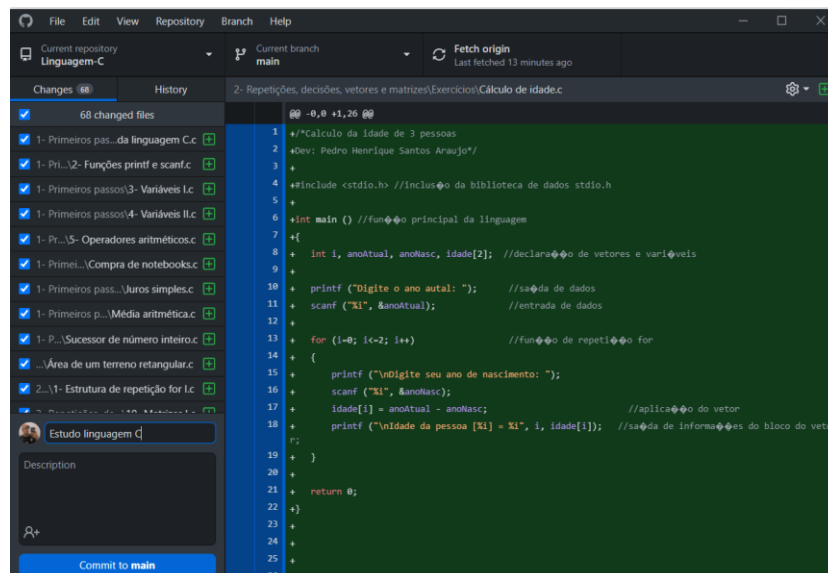 File Edit View Repository Branch Help
Current repository
Linguagem-C
Current branch
main
Fetch origin
Last fetched 13 minutes ago
Changes 68
History
68 changed files
1- Primeiros pas...da linguagem C.c
1- Pri...\2- Funções printf e scanf.c
1- Primeiros passos\3- Variáveis I.c
1- Primeiros passos\4- Variáveis II.c
1- Pr...\5- Operadores aritméticos.c
1- Primei...\Compra de notebooks.c
1- Primeiros pass...\Juros simples.c
1- Primeiros p...\Média aritmética.c
1- P...\Sucessor de número inteiro.c
...\Área de um terreno retangular.c
2...\1- Estrutura de repetição for I.c
Estudo linguagem C
Description
Commit to main
2- Repetições, decisões, vetores e matrizes\Exercícios\Cálculo de idade.c
@@ -0,0 +1,26 @@
1 +/*Calculo da idade de 3 pessoas
2 +Dev: Pedro Henrique Santos Araujo*/
3 +
4 +#include <stdio.h> //inclus�o da biblioteca de dados stdio.h
5 +
6 +int main () //fun��o principal da linguagem
7 +{
8 + int i, anoAtual, anoNasc, idade[2]; //declara��o de vetores e vari�veis
9 +
10 + printf ("Digite o ano autal: "); //sa�da de dados
11 + scanf ("%i", &anoAtual); //entrada de dados
12 +
13 + for (i=0; i<=2; i++) //fun��o de repeti��o for
14 + {
15 + printf ("\nDigite seu ano de nascimento: ");
16 + scanf ("%i", &anoNasc);
17 + idade[i] = anoAtual - anoNasc; //aplica��o do vetor
18 + printf ("\nIdade da pessoa [%i] = %i", i, idade[i]); //sa�da de informa��es do bloco do veto
r;
19 + }
20 +
21 + return 0;
22 +}
23 +
24 +
25 +